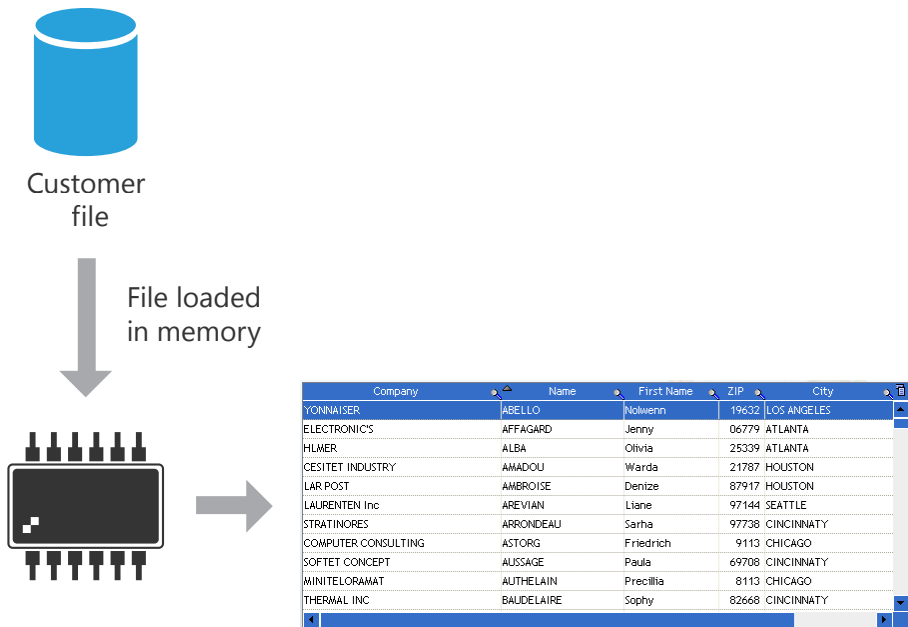 Customer
file
File loaded
in memory
Company Name First Name ZIP City
YONNAISER ABELLO Nolwenn 19632 LOS ANGELES
ELECTRONIC'S AFFAGARD Jenny 06779 ATLANTA
HLMER ALBA Olivia 25339 ATLANTA
CESITET INDUSTRY AMADOU Warda 21787 HOUSTON
LAR POST AMBROISE Denize 87917 HOUSTON
LAURENTEN Inc AREVIAN Liane 97144 SEATTLE
STRATINORES ARRONDEAU Sarha 97738 CINCINNATY
COMPUTER CONSULTING ASTORG Friedrich 9113 CHICAGO
SOFTET CONCEPT AUSSAGE Paula 69708 CINCINNATY
MINITELORAMAT AUTHELAIN Precillia 8113 CHICAGO
THERMAL INC BAUDELAIRE Sophy 82668 CINCINNATY